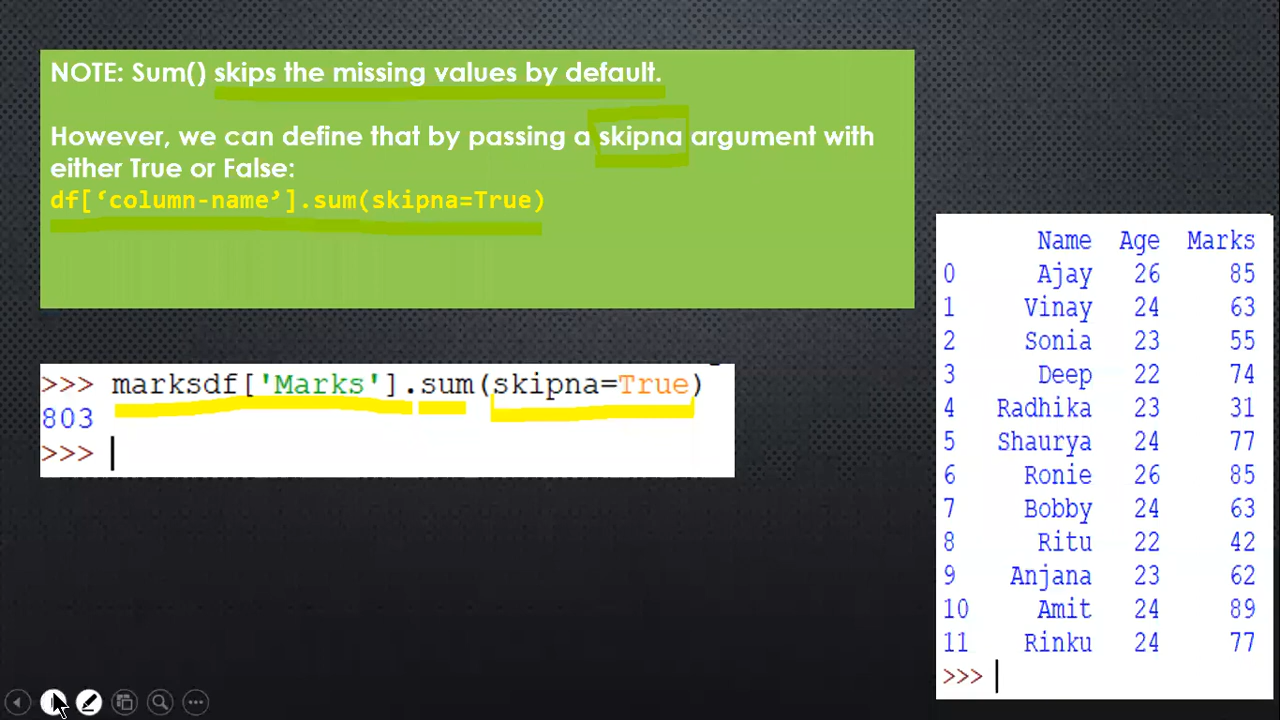 NOTE: Sum() skips the missing values by default.
However, we can define that by passing a skipna argument with
either True or False:
df[‘column-name’].sum(skipna=True)
>>> marksdf['Marks'].sum(skipna=True)
803
>>>
Name Age Marks
0 Ajay 26 85
1 Vinay 24 63
2 Sonia 23 55
3 Deep 22 74
4 Radhika 23 31
5 Shaurya 24 77
6 Ronie 26 85
7 Bobby 24 63
8 Ritu 22 42
9 Anjana 23 62
10 Amit 24 89
11 Rinku 24 77
>>>